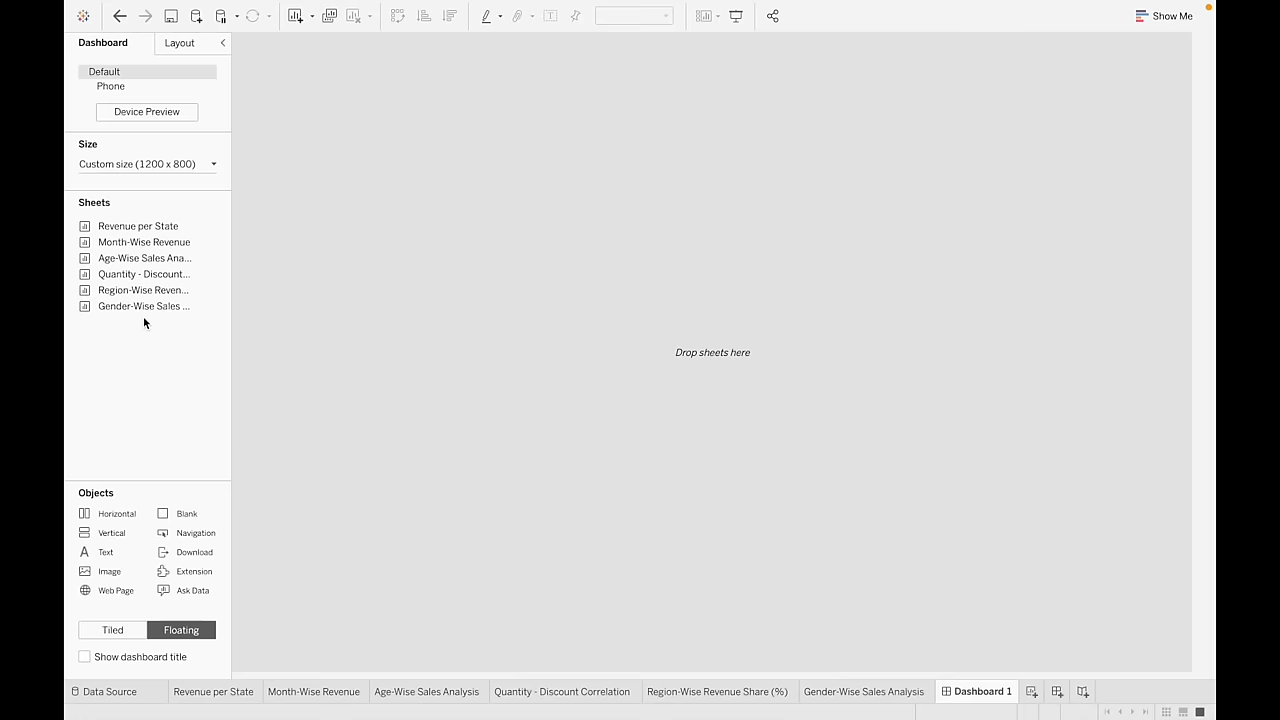 Show Me
Dashboard
Layout
Default
Phone
Device Preview
Size
Custom size (1200 x 800)
Sheets
Revenue per State
Month-Wise Revenue
Age-Wise Sales Ana...
Quantity - Discount...
Region-Wise Reven...
Gender-Wise Sales ...
Drop sheets here
Objects
Horizontal
Blank
Vertical
Navigation
Text
Download
Image
Extension
Web Page
Ask Data
Tiled
Floating
Show dashboard title
Data Source
Revenue per State
Month-Wise Revenue
Age-Wise Sales Analysis
Quantity - Discount Correlation
Region-Wise Revenue Share (%)
Gender-Wise Sales Analysis
Dashboard 1